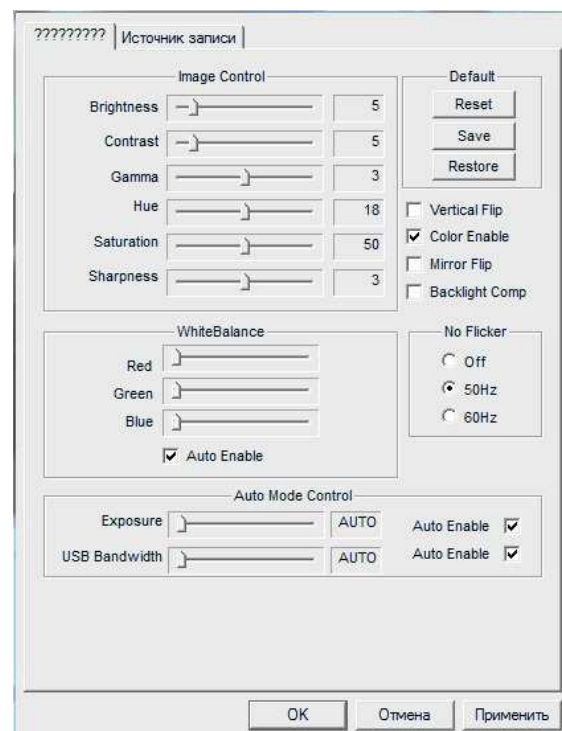 ????????? Источник записи
Image Control
Brightness 5
Contrast 5
Gamma 3
Hue 18
Saturation 50
Sharpness 3
Default
Reset
Save
Restore
Vertical Flip
Color Enable
Mirror Flip
Backlight Comp
WhiteBalance
Red
Green
Blue
Auto Enable
No Flicker
Off
50Hz
60Hz
Auto Mode Control
Exposure AUTO Auto Enable
USB Bandwidth AUTO Auto Enable
OK Отмена Применить